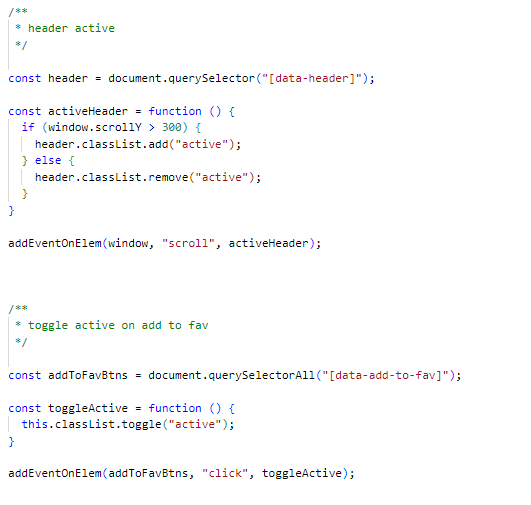 /**
 * header active
 */

const header = document.querySelector("[data-header]");

const activeHeader = function () {
  if (window.scrollY > 300) {
    header.classList.add("active");
  } else {
    header.classList.remove("active");
  }
}

addEventOnElem(window, "scroll", activeHeader);

/**
 * toggle active on add to fav
 */

const addToFavBtns = document.querySelectorAll("[data-add-to-fav]");

const toggleActive = function () {
  this.classList.toggle("active");
}

addEventOnElem(addToFavBtns, "click", toggleActive);